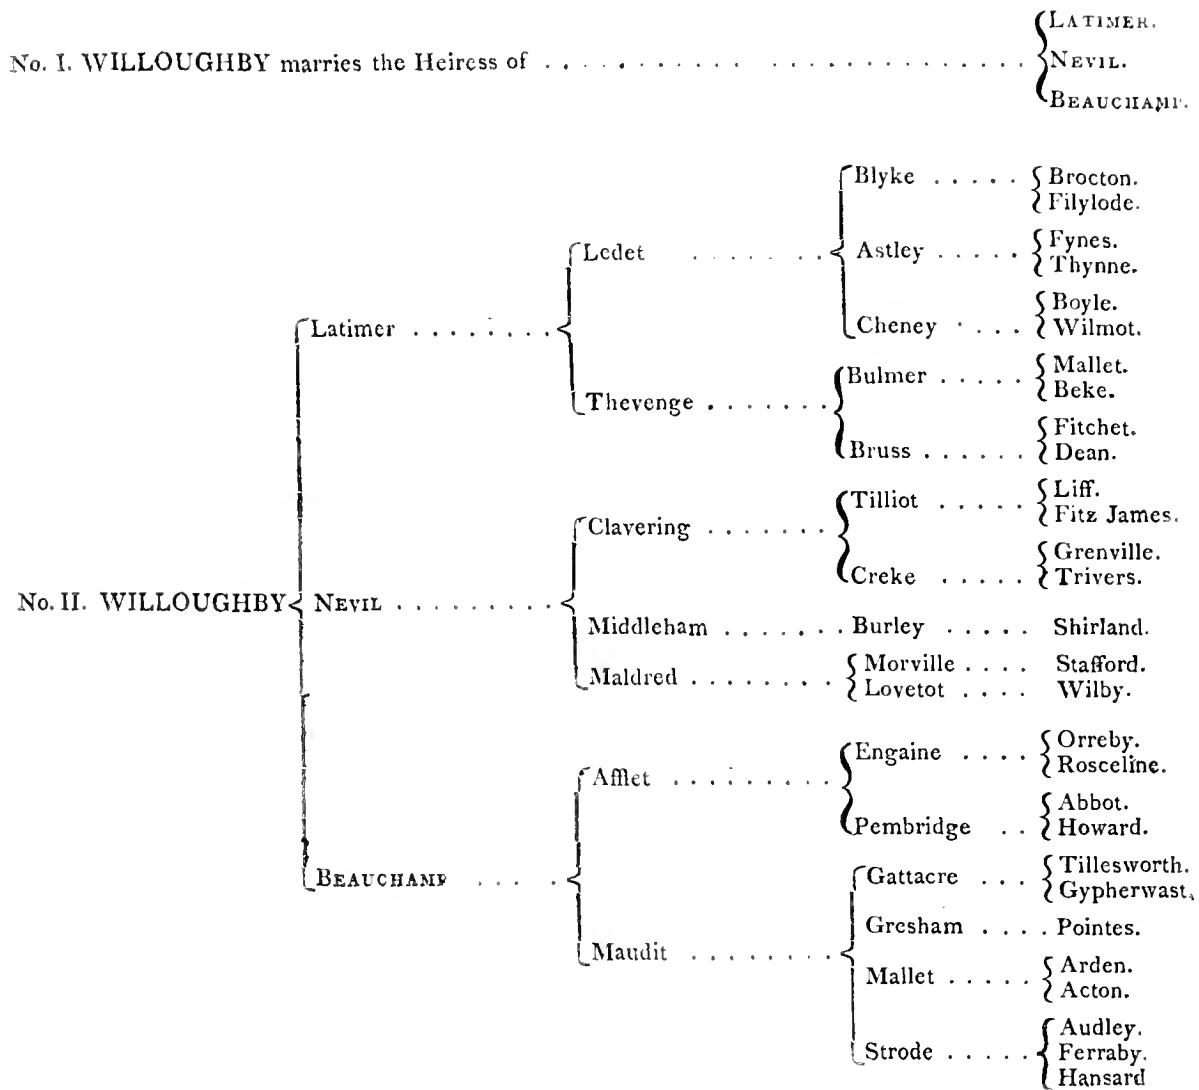 LATIMER.
No. I. WILLOUGHBY marries the Heiress of . . . . . . . . . . . . . . . . . . . . . . NEVIL.
BEAUCHAMP.
Blyke . . . . . Brocton.
Filylode.
Ledet . . . . . . . Astley . . . . . Fynes.
Thynne.
Latimer . . . . . . . Cheney . . . . Boyle.
Wilmot.
Thevenge . . . . . . . Bulmer . . . . . Mallet.
Beke.
Bruss . . . . . . Fitchet.
Dean.
Clavering . . . . . . . Tilliot . . . . . Liff.
Fitz James.
Creke . . . . . Grenville.
Trivers.
No. II. WILLOUGHBY NEVIL . . . . . . . . .
Middleham . . . . . . . Burley . . . . . Shirland.
Maldred . . . . . . . . Morville . . . . Stafford.
Lovetot . . . . Wilby.
Afflet . . . . . . . . Engaine . . . . Orreby.
Rosceline.
Pembridge . . Abbot.
Howard.
BEAUCHAMP . . . .
Gattacre . . . Tillesworth.
Gypherwast.
Maudit . . . . . . . . Gresham . . . . Pointes.
Mallet . . . . . Arden.
Acton.
Strode . . . . . Audley.
Ferraby.
Hansard